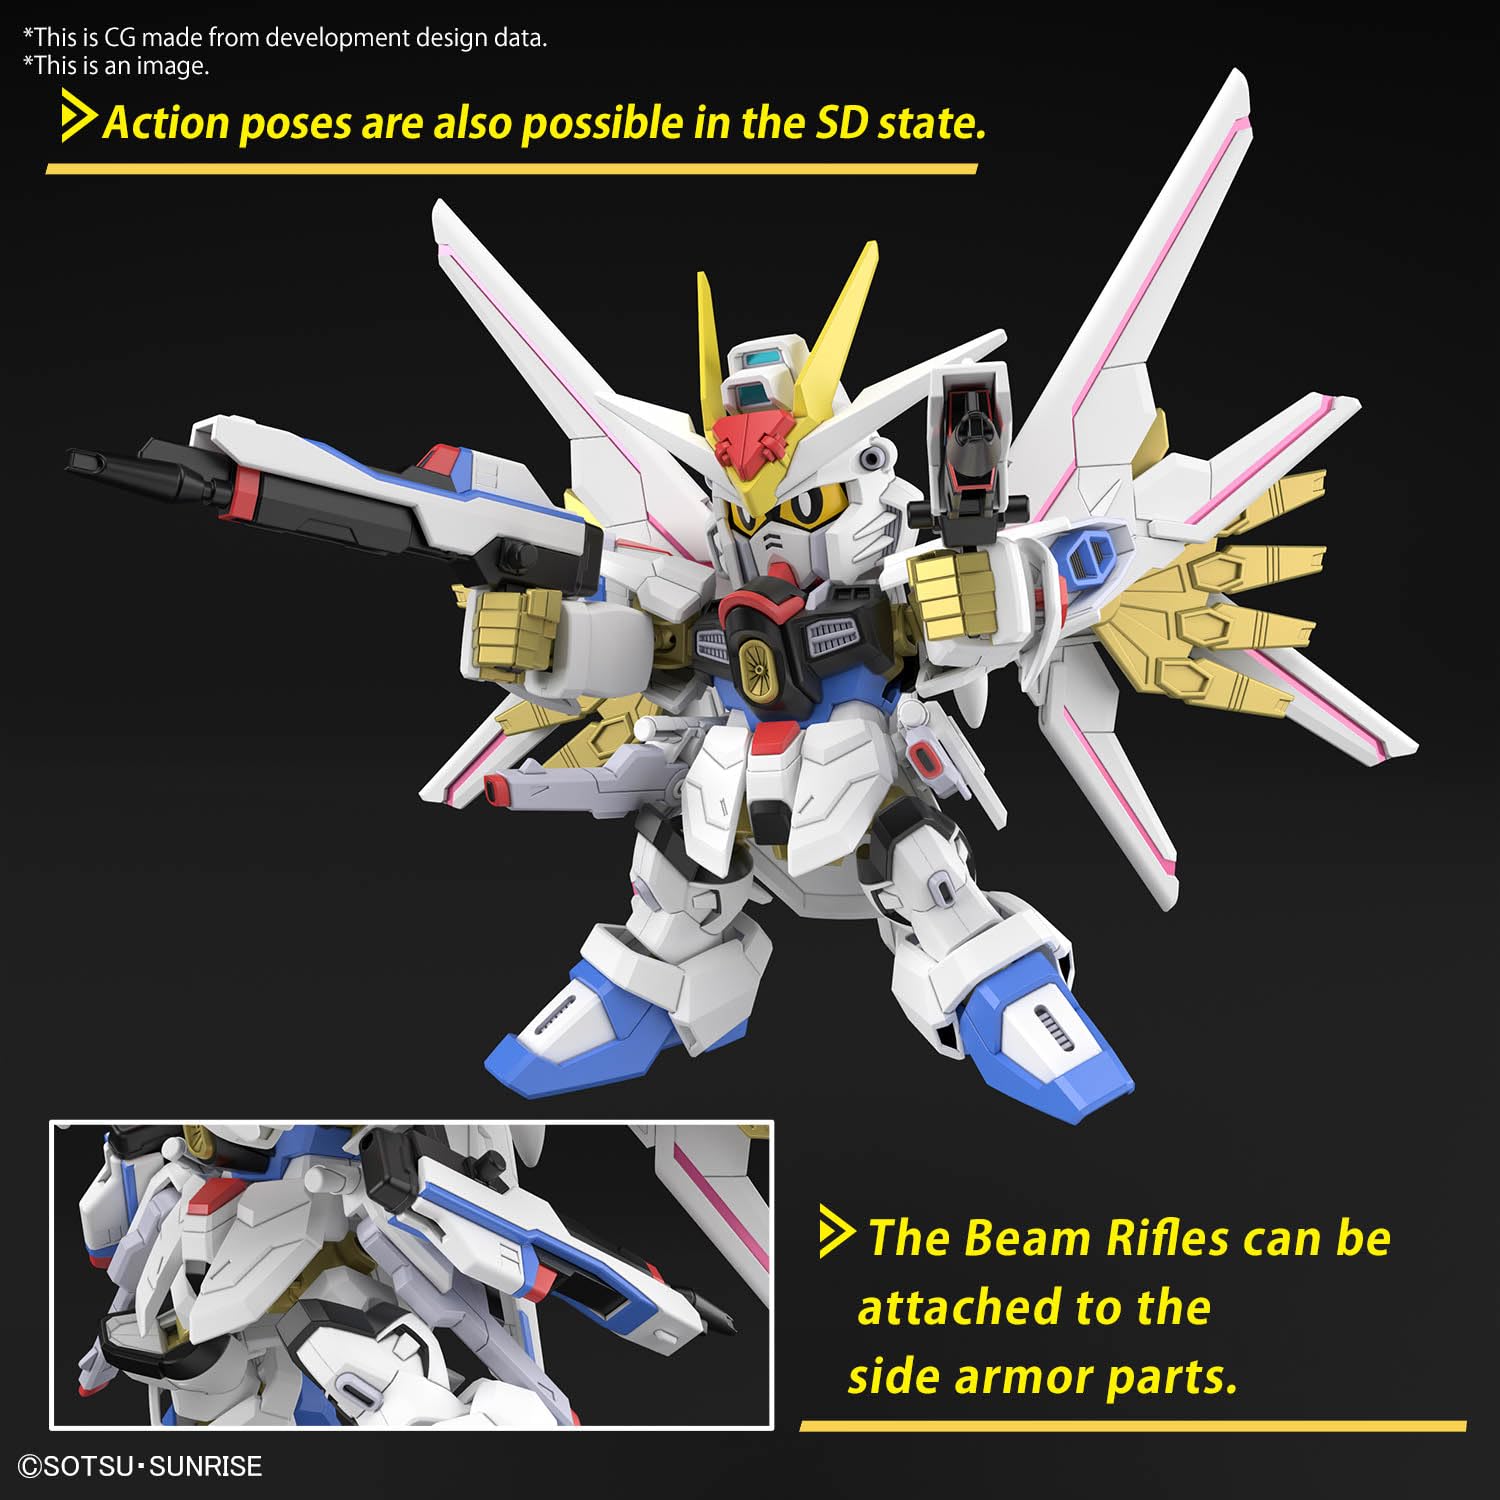 *This is CG made from development design data.
*This is an image.
Action poses are also possible in the SD state.
The Beam Rifles can be
attached to the
side armor parts.
©SOTSU・SUNRISE